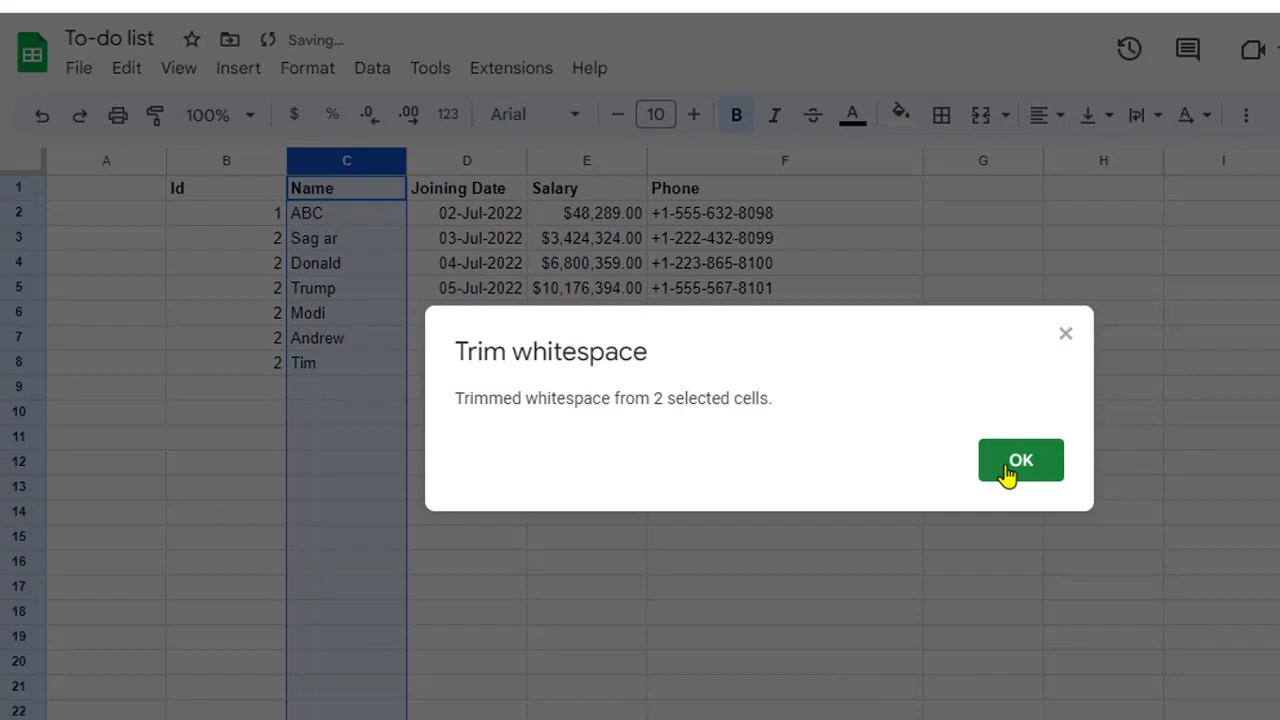 To-do list Saving...
File Edit View Insert Format Data Tools Extensions Help
100% $ % .0 .00 123 Arial 10 B I A A
A B C D E F G H I
1 Id Name Joining Date Salary Phone
2 1 ABC 02-Jul-2022 $48,289.00 +1-555-632-8098
3 2 Sag ar 03-Jul-2022 $3,424,324.00 +1-222-432-8099
4 2 Donald 04-Jul-2022 $6,800,359.00 +1-223-865-8100
5 2 Trump 05-Jul-2022 $10,176,394.00 +1-555-567-8101
6 2 Modi
7 2 Andrew
8 2 Tim
Trim whitespace
Trimmed whitespace from 2 selected cells.
OK
9
10
11
12
13
14
15
16
17
18
19
20
21
22